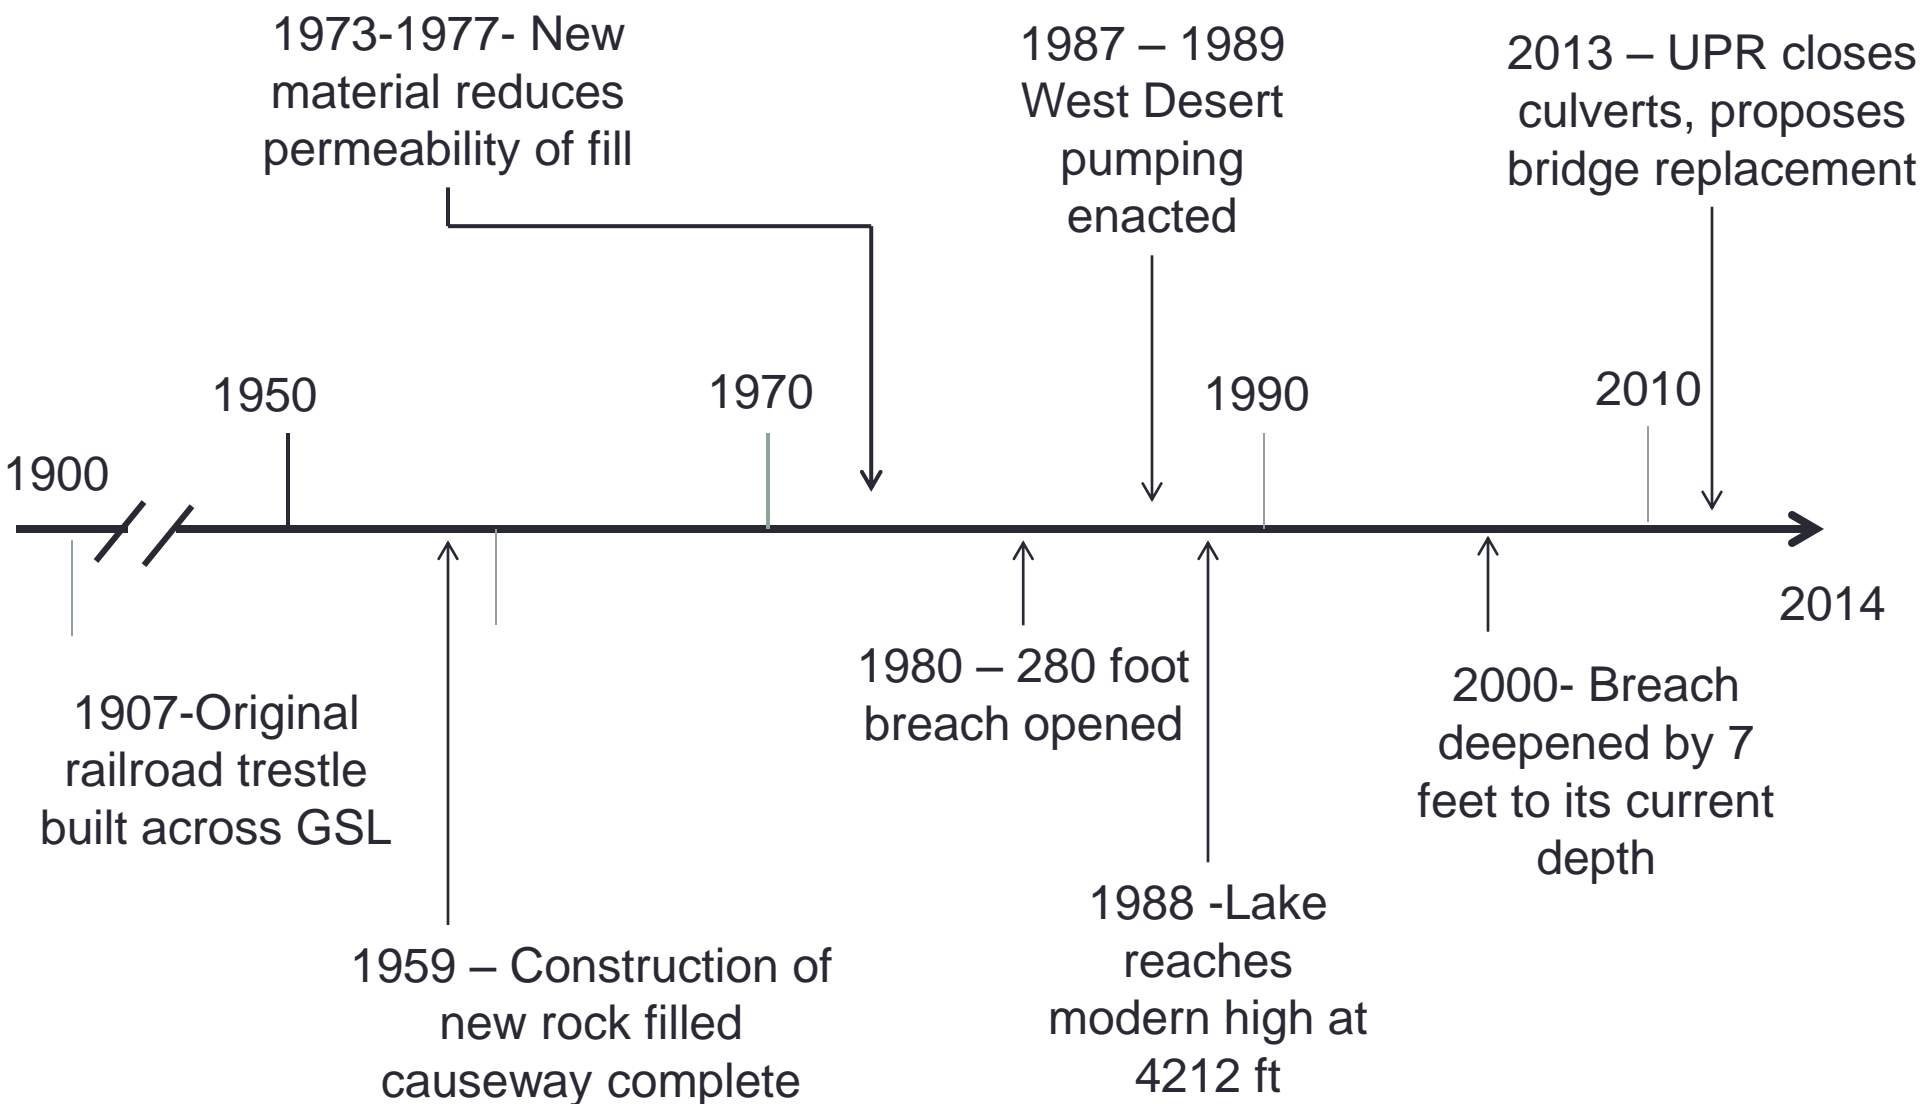 1973-1977- New
material reduces
permeability of fill
1987 – 1989
West Desert
pumping
enacted
2013 – UPR closes
culverts, proposes
bridge replacement
1900
1950
1970
1990
2010
2014
1907-Original
railroad trestle
built across GSL
1959 – Construction of
new rock filled
causeway complete
1980 – 280 foot
breach opened
1988 -Lake
reaches
modern high at
4212 ft
2000- Breach
deepened by 7
feet to its current
depth